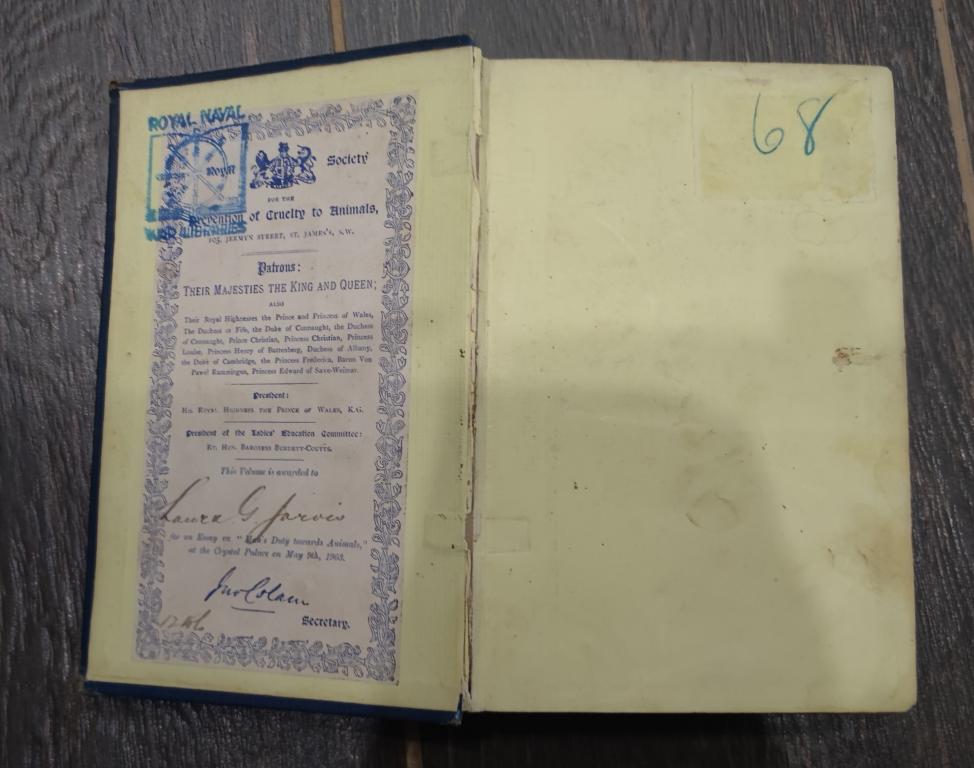 ROYAL NAVAL
Royal Society
WAR LIBRARIES
FOR THE
Prevention of Cruelty to Animals,
105, JERMYN STREET, ST. JAMES'S, S.W.
Patrons:
THEIR MAJESTIES THE KING AND QUEEN;
ALSO
Their Royal Highnesses the Prince and Princess of Wales,
The Duchess of Fife, the Duke of Connaught, the Duchess
of Connaught, Prince Christian, Princess Christian, Princess
Louise, Princess Henry of Battenberg, Duchess of Albany,
the Duke of Cambridge, the Princess Frederica, Baron Von
Pawel Rammingen, Princess Edward of Saxe-Weimar.
President:
HIS ROYAL HIGHNESS THE PRINCE OF WALES, K.G.
President of the Ladies' Education Committee:
RT. HON. BARONESS BURDETT-COUTTS.
This Volume is awarded to
Laura G Jarvis
for an Essay on "Man's Duty towards Animals,"
at the Crystal Palace on May 9th, 1903.
Jno Colam
Secretary.
1246
68